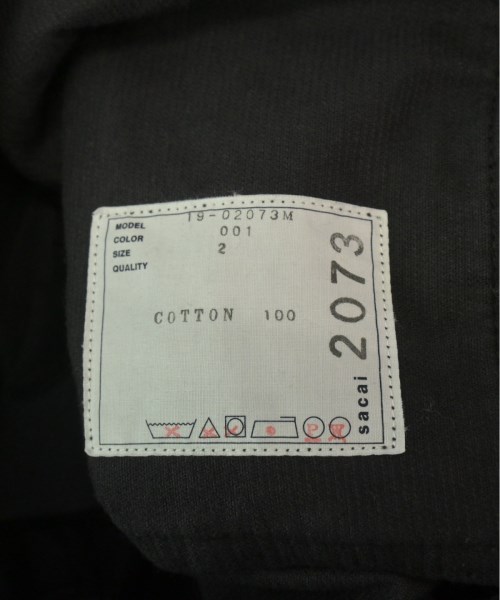 MODEL 19-02073M
COLOR 001
SIZE 2
QUALITY
COTTON 100
P W
sacai 2073